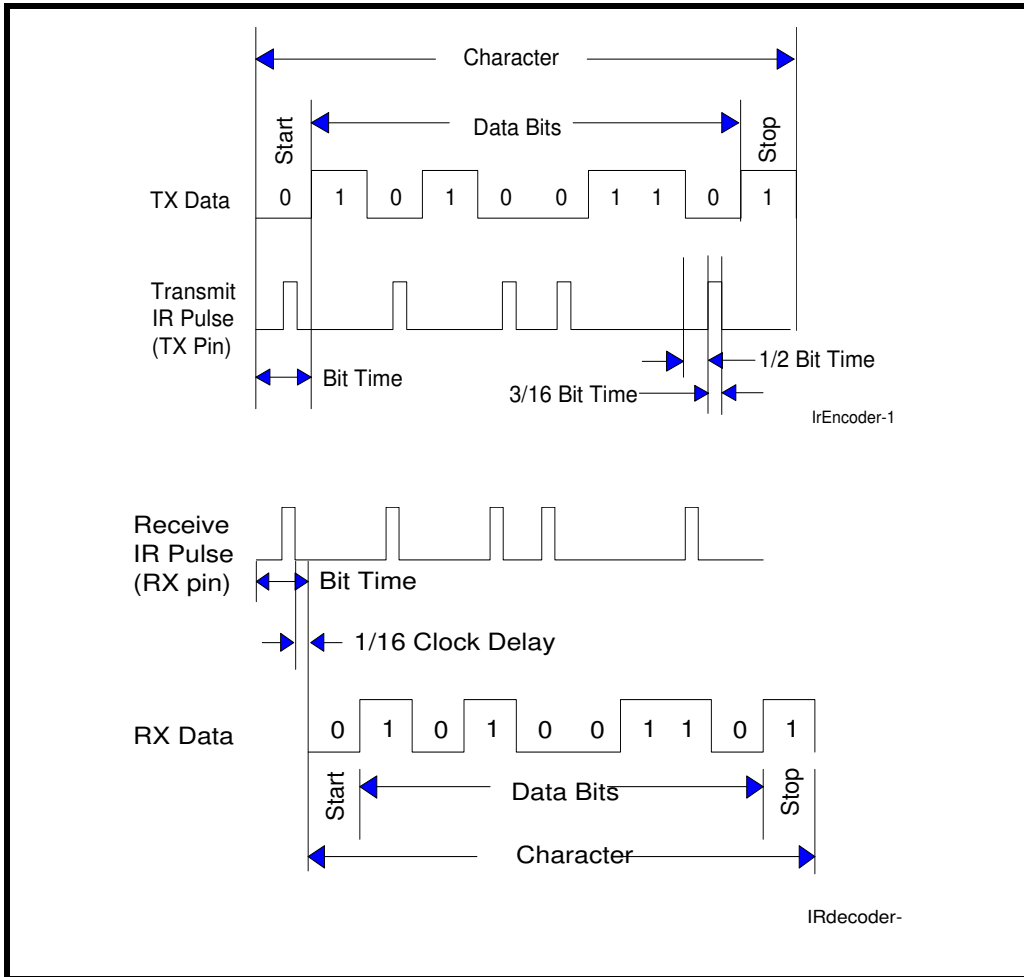 Character
Start
Data Bits
Stop
TX Data
0 1 0 1 0 0 1 1 0 1
Transmit
IR Pulse
(TX Pin)
Bit Time
1/2 Bit Time
3/16 Bit Time
IrEncoder-1
Receive
IR Pulse
(RX pin)
Bit Time
1/16 Clock Delay
RX Data
0 1 0 1 0 0 1 1 0 1
Start
Data Bits
Stop
Character
IRdecoder-